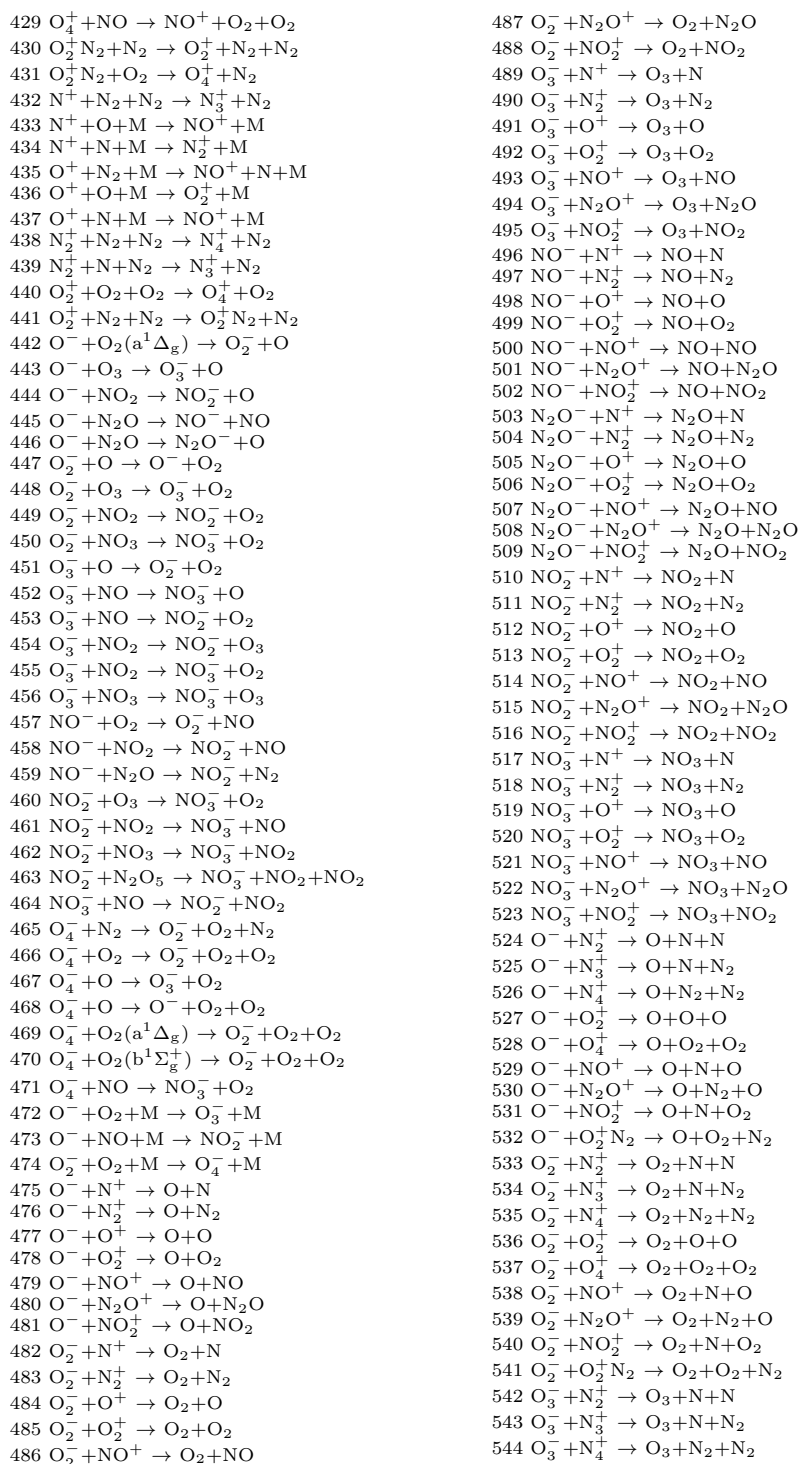 429 O₄⁺+NO → NO⁺+O₂+O₂
430 O₂⁺N₂+N₂ → O₂⁺+N₂+N₂
431 O₂⁺N₂+O₂ → O₄⁺+N₂
432 N⁺+N₂+N₂ → N₃⁺+N₂
433 N⁺+O+M → NO⁺+M
434 N⁺+N+M → N₂⁺+M
435 O⁺+N₂+M → NO⁺+N+M
436 O⁺+O+M → O₂⁺+M
437 O⁺+N+M → NO⁺+M
438 N₂⁺+N₂+N₂ → N₄⁺+N₂
439 N₂⁺+N+N₂ → N₃⁺+N₂
440 O₂⁺+O₂+O₂ → O₄⁺+O₂
441 O₂⁺+N₂+N₂ → O₂⁺N₂+N₂
442 O⁻+O₂(a¹Δg) → O₂⁻+O
443 O⁻+O₃ → O₃⁻+O
444 O⁻+NO₂ → NO₂⁻+O
445 O⁻+N₂O → NO⁻+NO
446 O⁻+N₂O → N₂O⁻+O
447 O₂⁻+O → O⁻+O₂
448 O₂⁻+O₃ → O₃⁻+O₂
449 O₂⁻+NO₂ → NO₂⁻+O₂
450 O₂⁻+NO₃ → NO₃⁻+O₂
451 O₃⁻+O → O₂⁻+O₂
452 O₃⁻+NO → NO₃⁻+O
453 O₃⁻+NO → NO₂⁻+O₂
454 O₃⁻+NO₂ → NO₂⁻+O₃
455 O₃⁻+NO₂ → NO₃⁻+O₂
456 O₃⁻+NO₃ → NO₃⁻+O₃
457 NO⁻+O₂ → O₂⁻+NO
458 NO⁻+NO₂ → NO₂⁻+NO
459 NO⁻+N₂O → NO₂⁻+N₂
460 NO₂⁻+O₃ → NO₃⁻+O₂
461 NO₂⁻+NO₂ → NO₃⁻+NO
462 NO₂⁻+NO₃ → NO₃⁻+NO₂
463 NO₂⁻+N₂O₅ → NO₃⁻+NO₂+NO₂
464 NO₃⁻+NO → NO₂⁻+NO₂
465 O₄⁻+N₂ → O₂⁻+O₂+N₂
466 O₄⁻+O₂ → O₂⁻+O₂+O₂
467 O₄⁻+O → O₃⁻+O₂
468 O₄⁻+O → O⁻+O₂+O₂
469 O₄⁻+O₂(a¹Δg) → O₂⁻+O₂+O₂
470 O₄⁻+O₂(b¹Σg⁺) → O₂⁻+O₂+O₂
471 O₄⁻+NO → NO₃⁻+O₂
472 O⁻+O₂+M → O₃⁻+M
473 O⁻+NO+M → NO₂⁻+M
474 O₂⁻+O₂+M → O₄⁻+M
475 O⁻+N⁺ → O+N
476 O⁻+N₂⁺ → O+N₂
477 O⁻+O⁺ → O+O
478 O⁻+O₂⁺ → O+O₂
479 O⁻+NO⁺ → O+NO
480 O⁻+N₂O⁺ → O+N₂O
481 O⁻+NO₂⁺ → O+NO₂
482 O₂⁻+N⁺ → O₂+N
483 O₂⁻+N₂⁺ → O₂+N₂
484 O₂⁻+O⁺ → O₂+O
485 O₂⁻+O₂⁺ → O₂+O₂
486 O₂⁻+NO⁺ → O₂+NO
487 O₂⁻+N₂O⁺ → O₂+N₂O
488 O₂⁻+NO₂⁺ → O₂+NO₂
489 O₃⁻+N⁺ → O₃+N
490 O₃⁻+N₂⁺ → O₃+N₂
491 O₃⁻+O⁺ → O₃+O
492 O₃⁻+O₂⁺ → O₃+O₂
493 O₃⁻+NO⁺ → O₃+NO
494 O₃⁻+N₂O⁺ → O₃+N₂O
495 O₃⁻+NO₂⁺ → O₃+NO₂
496 NO⁻+N⁺ → NO+N
497 NO⁻+N₂⁺ → NO+N₂
498 NO⁻+O⁺ → NO+O
499 NO⁻+O₂⁺ → NO+O₂
500 NO⁻+NO⁺ → NO+NO
501 NO⁻+N₂O⁺ → NO+N₂O
502 NO⁻+NO₂⁺ → NO+NO₂
503 N₂O⁻+N⁺ → N₂O+N
504 N₂O⁻+N₂⁺ → N₂O+N₂
505 N₂O⁻+O⁺ → N₂O+O
506 N₂O⁻+O₂⁺ → N₂O+O₂
507 N₂O⁻+NO⁺ → N₂O+NO
508 N₂O⁻+N₂O⁺ → N₂O+N₂O
509 N₂O⁻+NO₂⁺ → N₂O+NO₂
510 NO₂⁻+N⁺ → NO₂+N
511 NO₂⁻+N₂⁺ → NO₂+N₂
512 NO₂⁻+O⁺ → NO₂+O
513 NO₂⁻+O₂⁺ → NO₂+O₂
514 NO₂⁻+NO⁺ → NO₂+NO
515 NO₂⁻+N₂O⁺ → NO₂+N₂O
516 NO₂⁻+NO₂⁺ → NO₂+NO₂
517 NO₃⁻+N⁺ → NO₃+N
518 NO₃⁻+N₂⁺ → NO₃+N₂
519 NO₃⁻+O⁺ → NO₃+O
520 NO₃⁻+O₂⁺ → NO₃+O₂
521 NO₃⁻+NO⁺ → NO₃+NO
522 NO₃⁻+N₂O⁺ → NO₃+N₂O
523 NO₃⁻+NO₂⁺ → NO₃+NO₂
524 O⁻+N₂⁺ → O+N+N
525 O⁻+N₃⁺ → O+N+N₂
526 O⁻+N₄⁺ → O+N₂+N₂
527 O⁻+O₂⁺ → O+O+O
528 O⁻+O₄⁺ → O+O₂+O₂
529 O⁻+NO⁺ → O+N+O
530 O⁻+N₂O⁺ → O+N₂+O
531 O⁻+NO₂⁺ → O+N+O₂
532 O⁻+O₂⁺N₂ → O+O₂+N₂
533 O₂⁻+N₂⁺ → O₂+N+N
534 O₂⁻+N₃⁺ → O₂+N+N₂
535 O₂⁻+N₄⁺ → O₂+N₂+N₂
536 O₂⁻+O₂⁺ → O₂+O+O
537 O₂⁻+O₄⁺ → O₂+O₂+O₂
538 O₂⁻+NO⁺ → O₂+N+O
539 O₂⁻+N₂O⁺ → O₂+N₂+O
540 O₂⁻+NO₂⁺ → O₂+N+O₂
541 O₂⁻+O₂⁺N₂ → O₂+O₂+N₂
542 O₃⁻+N₂⁺ → O₃+N+N
543 O₃⁻+N₃⁺ → O₃+N+N₂
544 O₃⁻+N₄⁺ → O₃+N₂+N₂